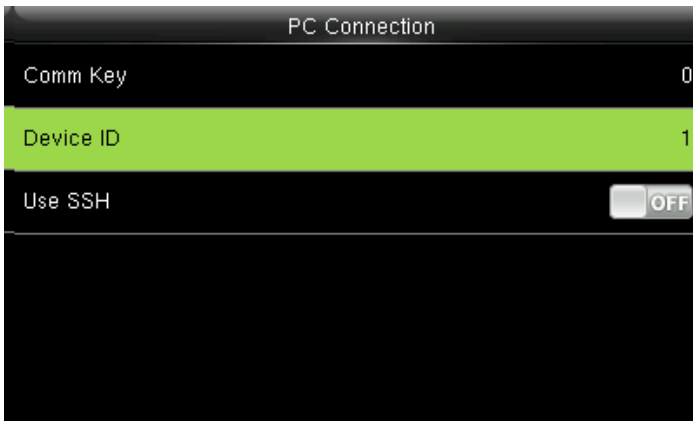 PC Connection
Comm Key 0
Device ID 1
Use SSH OFF